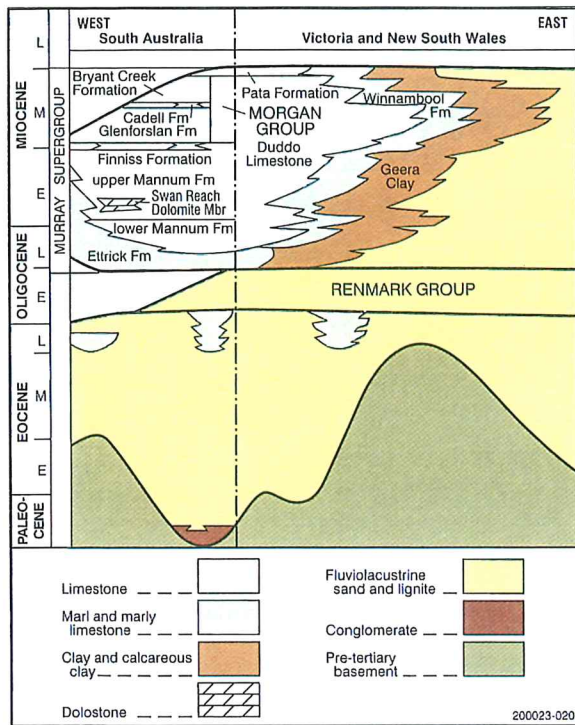 WEST
EAST
South Australia
Victoria and New South Wales
L
M
E
MIOCENE
L
E
OLIGOCENE
L
M
E
EOCENE
PALEO-
CENE
MURRAY SUPERGROUP
Bryant Creek
Formation
Cadell Fm
Glenforslan Fm
Finniss Formation
upper Mannum Fm
Swan Reach
Dolomite Mbr
lower Mannum Fm
Ettrick Fm
Pata Formation
MORGAN
GROUP
Duddo
Limestone
Winnambool
Fm
Geera
Clay
RENMARK GROUP
Limestone
Marl and marly
limestone
Clay and calcareous
clay
Dolostone
Fluviolacustrine
sand and lignite
Conglomerate
Pre-tertiary
basement
200023-020